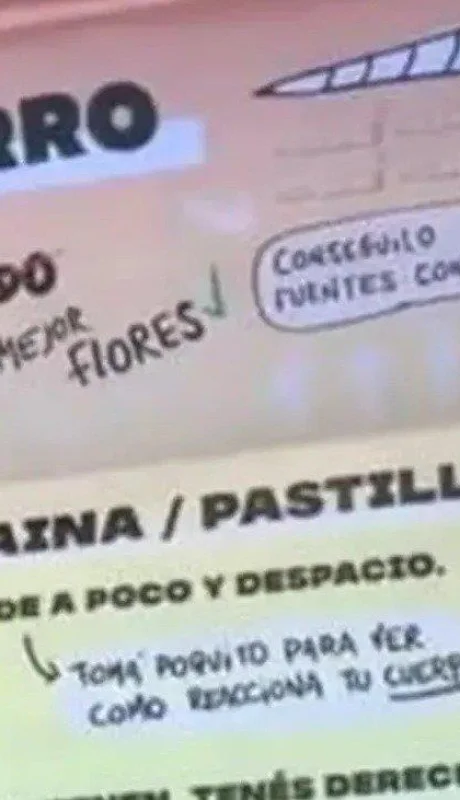 RRO
DO
CONSEGUILO
FUENTES CON
MEJOR
FLORES
AINA / PASTILL
DE A POCO Y DESPACIO.
TOMÁ POQUITO PARA VER
COMO REACCIONA TU CUERP
TENÉS DEREC